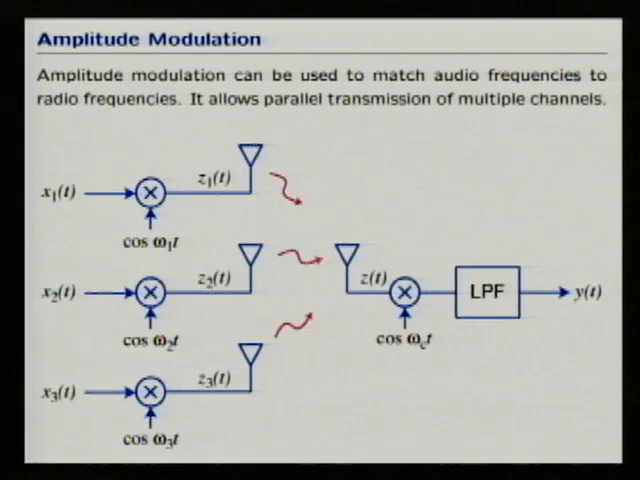 Amplitude Modulation
Amplitude modulation can be used to match audio frequencies to
radio frequencies. It allows parallel transmission of multiple channels.
x₁(t)
z₁(t)
cos ω₁t
x₂(t)
z₂(t)
cos ω₂t
z(t)
LPF
y(t)
cos ω꜀t
x₃(t)
z₃(t)
cos ω₃t